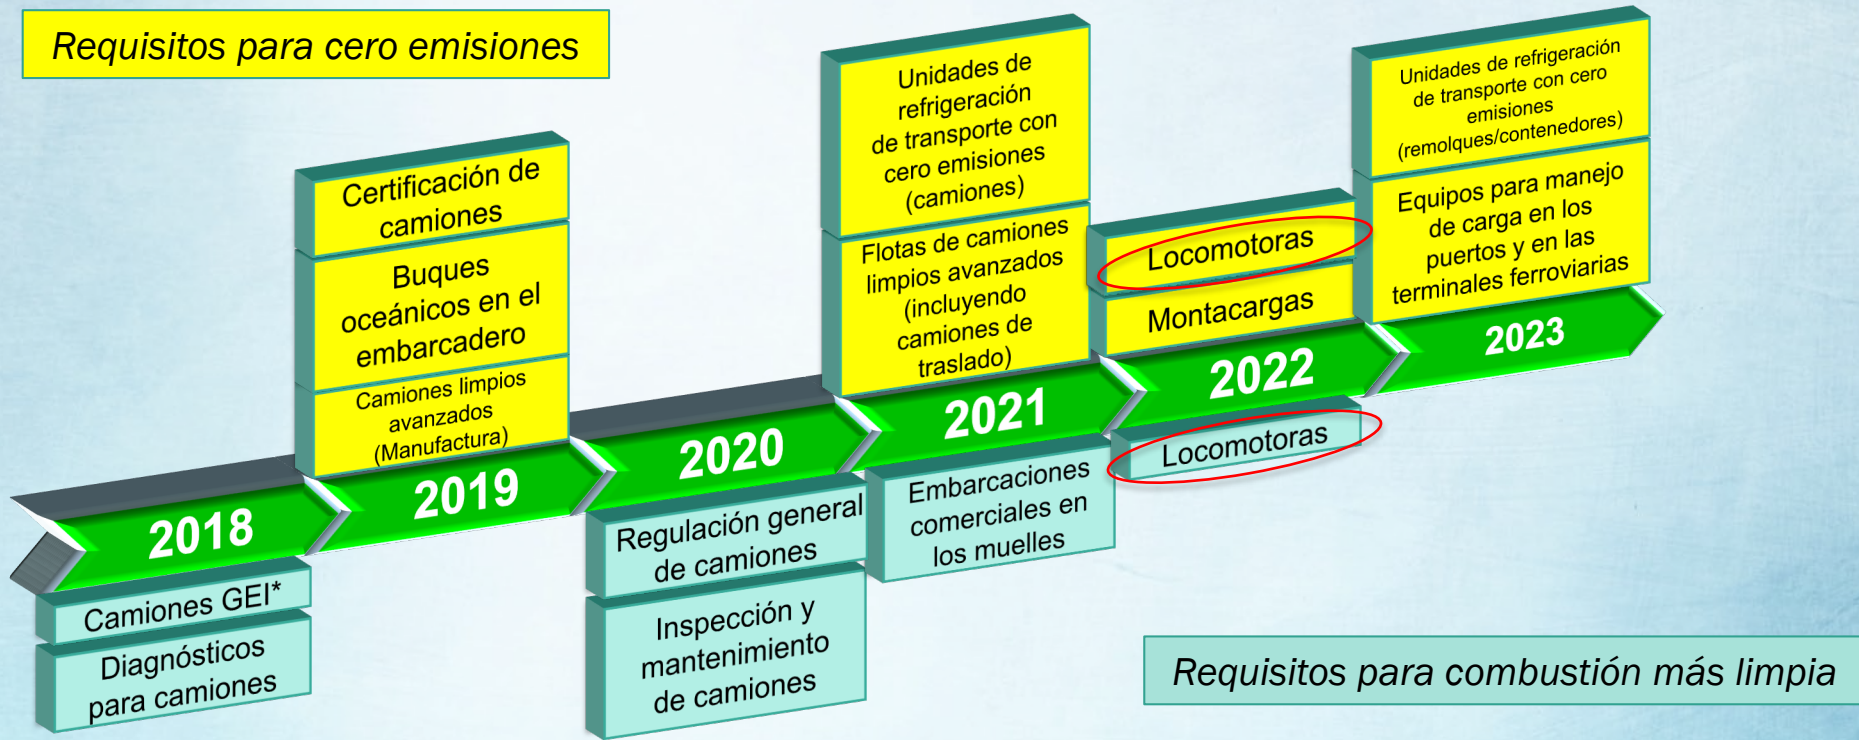 Requisitos para cero emisiones
Certificación de
camiones
Buques
oceánicos en el
embarcadero
Camiones limpios
avanzados
(Manufactura)
Unidades de
refrigeración
de transporte con
cero emisiones
(camiones)
Flotas de camiones
limpios avanzados
(incluyendo
camiones de
traslado)
Locomotoras
Montacargas
Unidades de refrigeración
de transporte con cero
emisiones
(remolques/contenedores)
Equipos para manejo
de carga en los
puertos y en las
terminales ferroviarias
2018
2019
2020
2021
2022
2023
Camiones GEI*
Diagnósticos
para camiones
Regulación general
de camiones
Inspección y
mantenimiento
de camiones
Embarcaciones
comerciales en
los muelles
Locomotoras
Requisitos para combustión más limpia